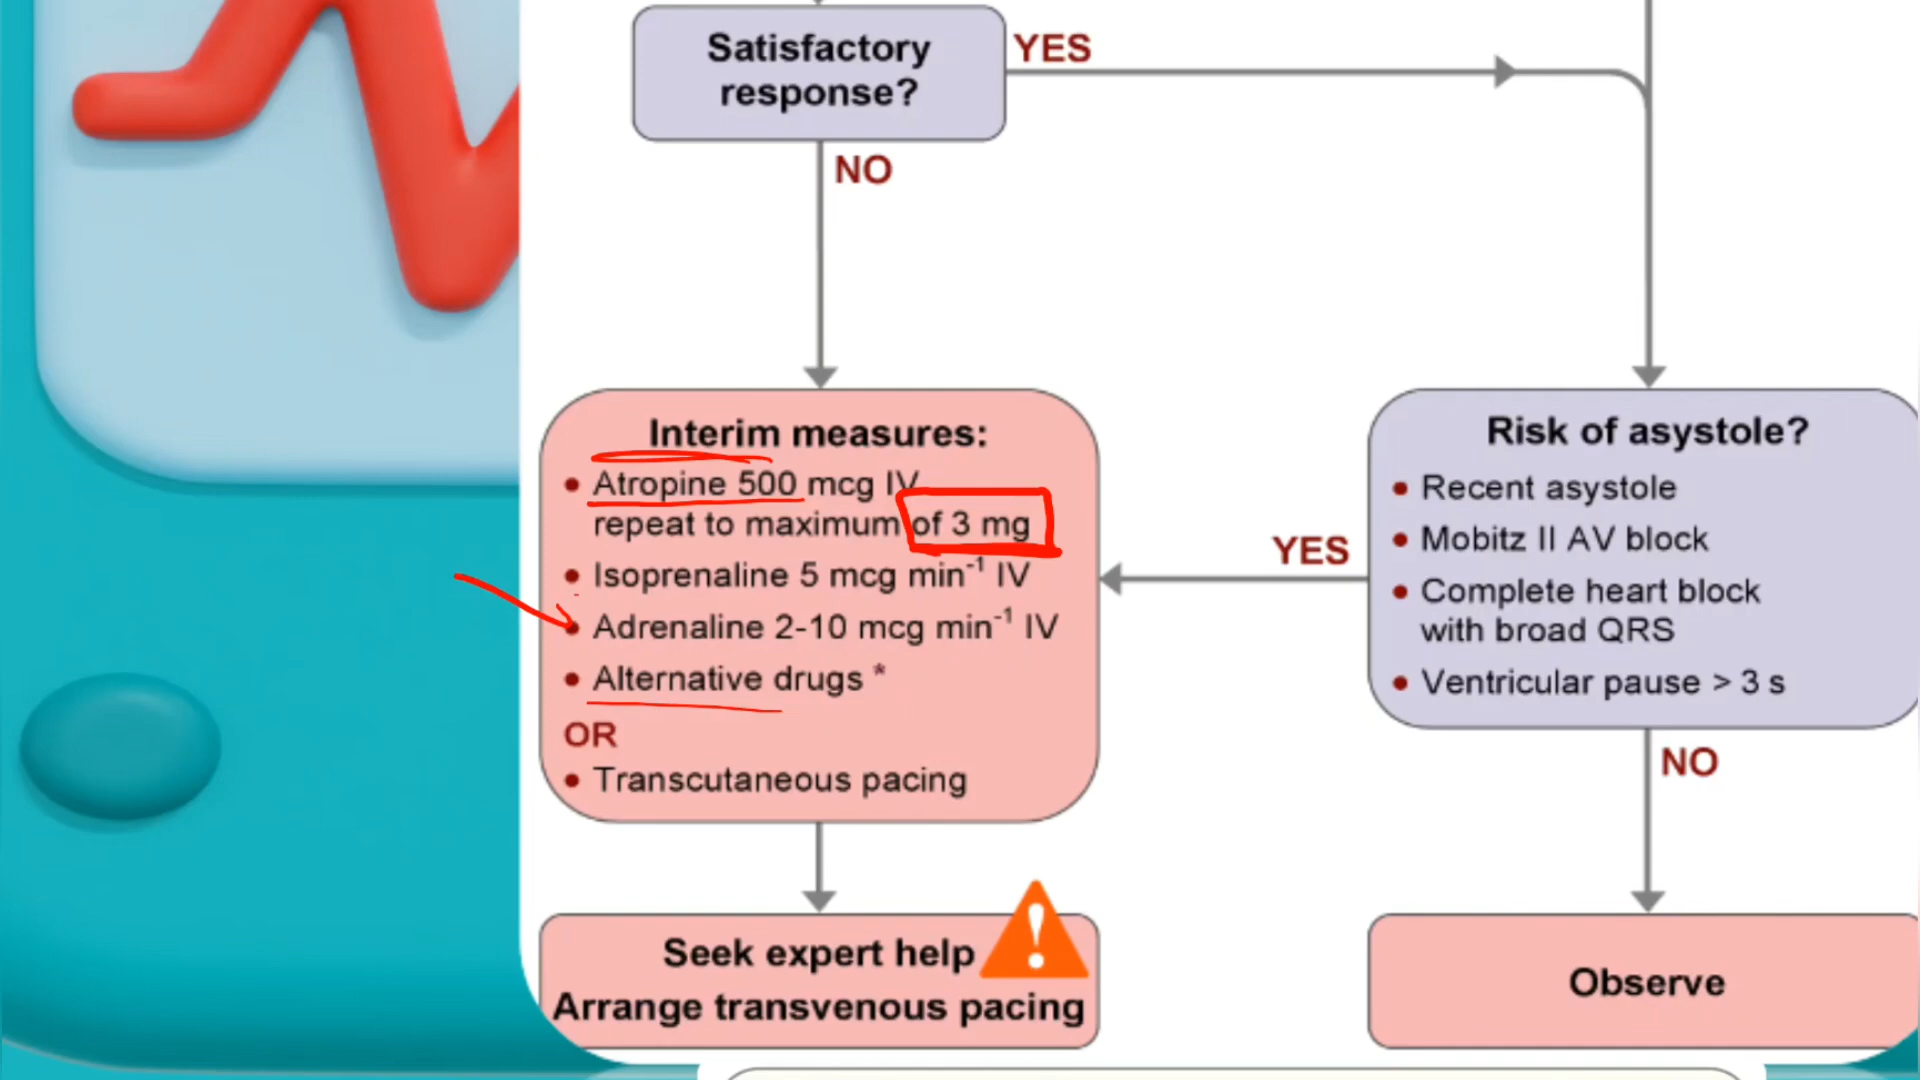 Satisfactory
response?
YES
NO
Interim measures:
• Atropine 500 mcg IV
repeat to maximum of 3 mg
• Isoprenaline 5 mcg min⁻¹ IV
• Adrenaline 2-10 mcg min⁻¹ IV
• Alternative drugs *
OR
• Transcutaneous pacing
YES
Risk of asystole?
• Recent asystole
• Mobitz II AV block
• Complete heart block
with broad QRS
• Ventricular pause > 3 s
NO
Seek expert help
Arrange transvenous pacing
!
Observe